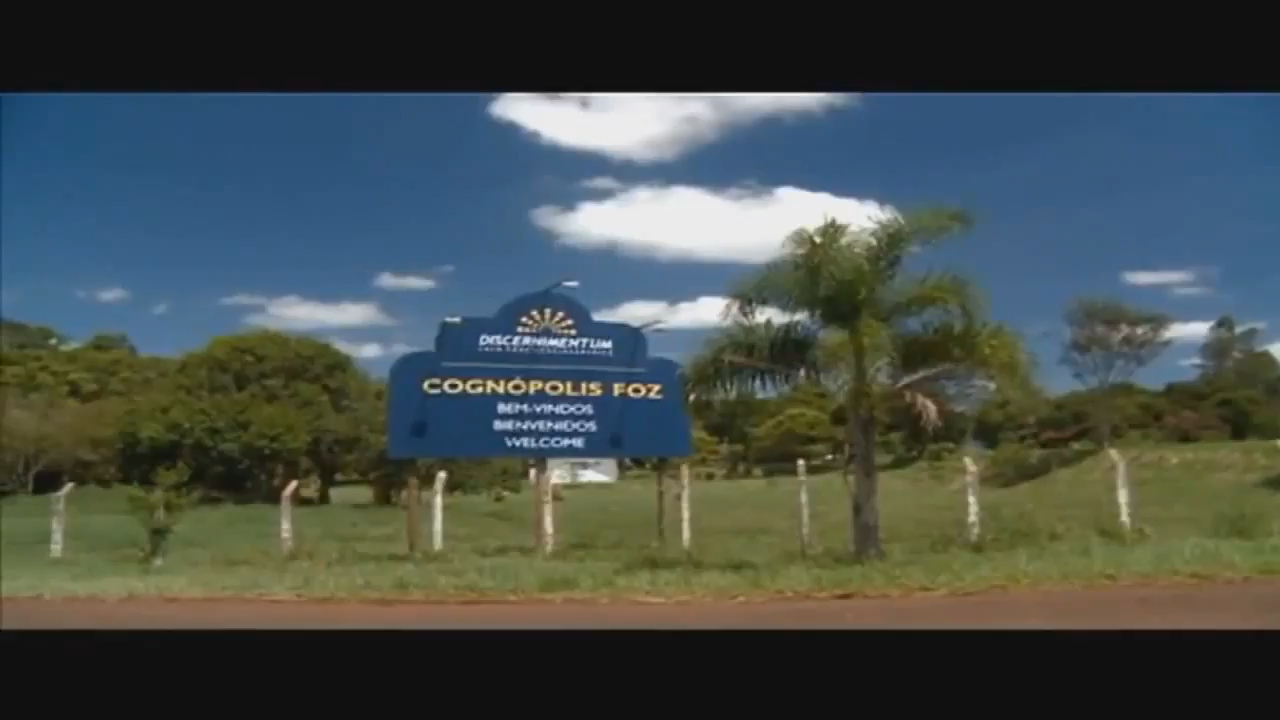 DISCERNIMENTUM
COGNÓPOLIS FOZ
BEM-VINDOS
BIENVENIDOS
WELCOME